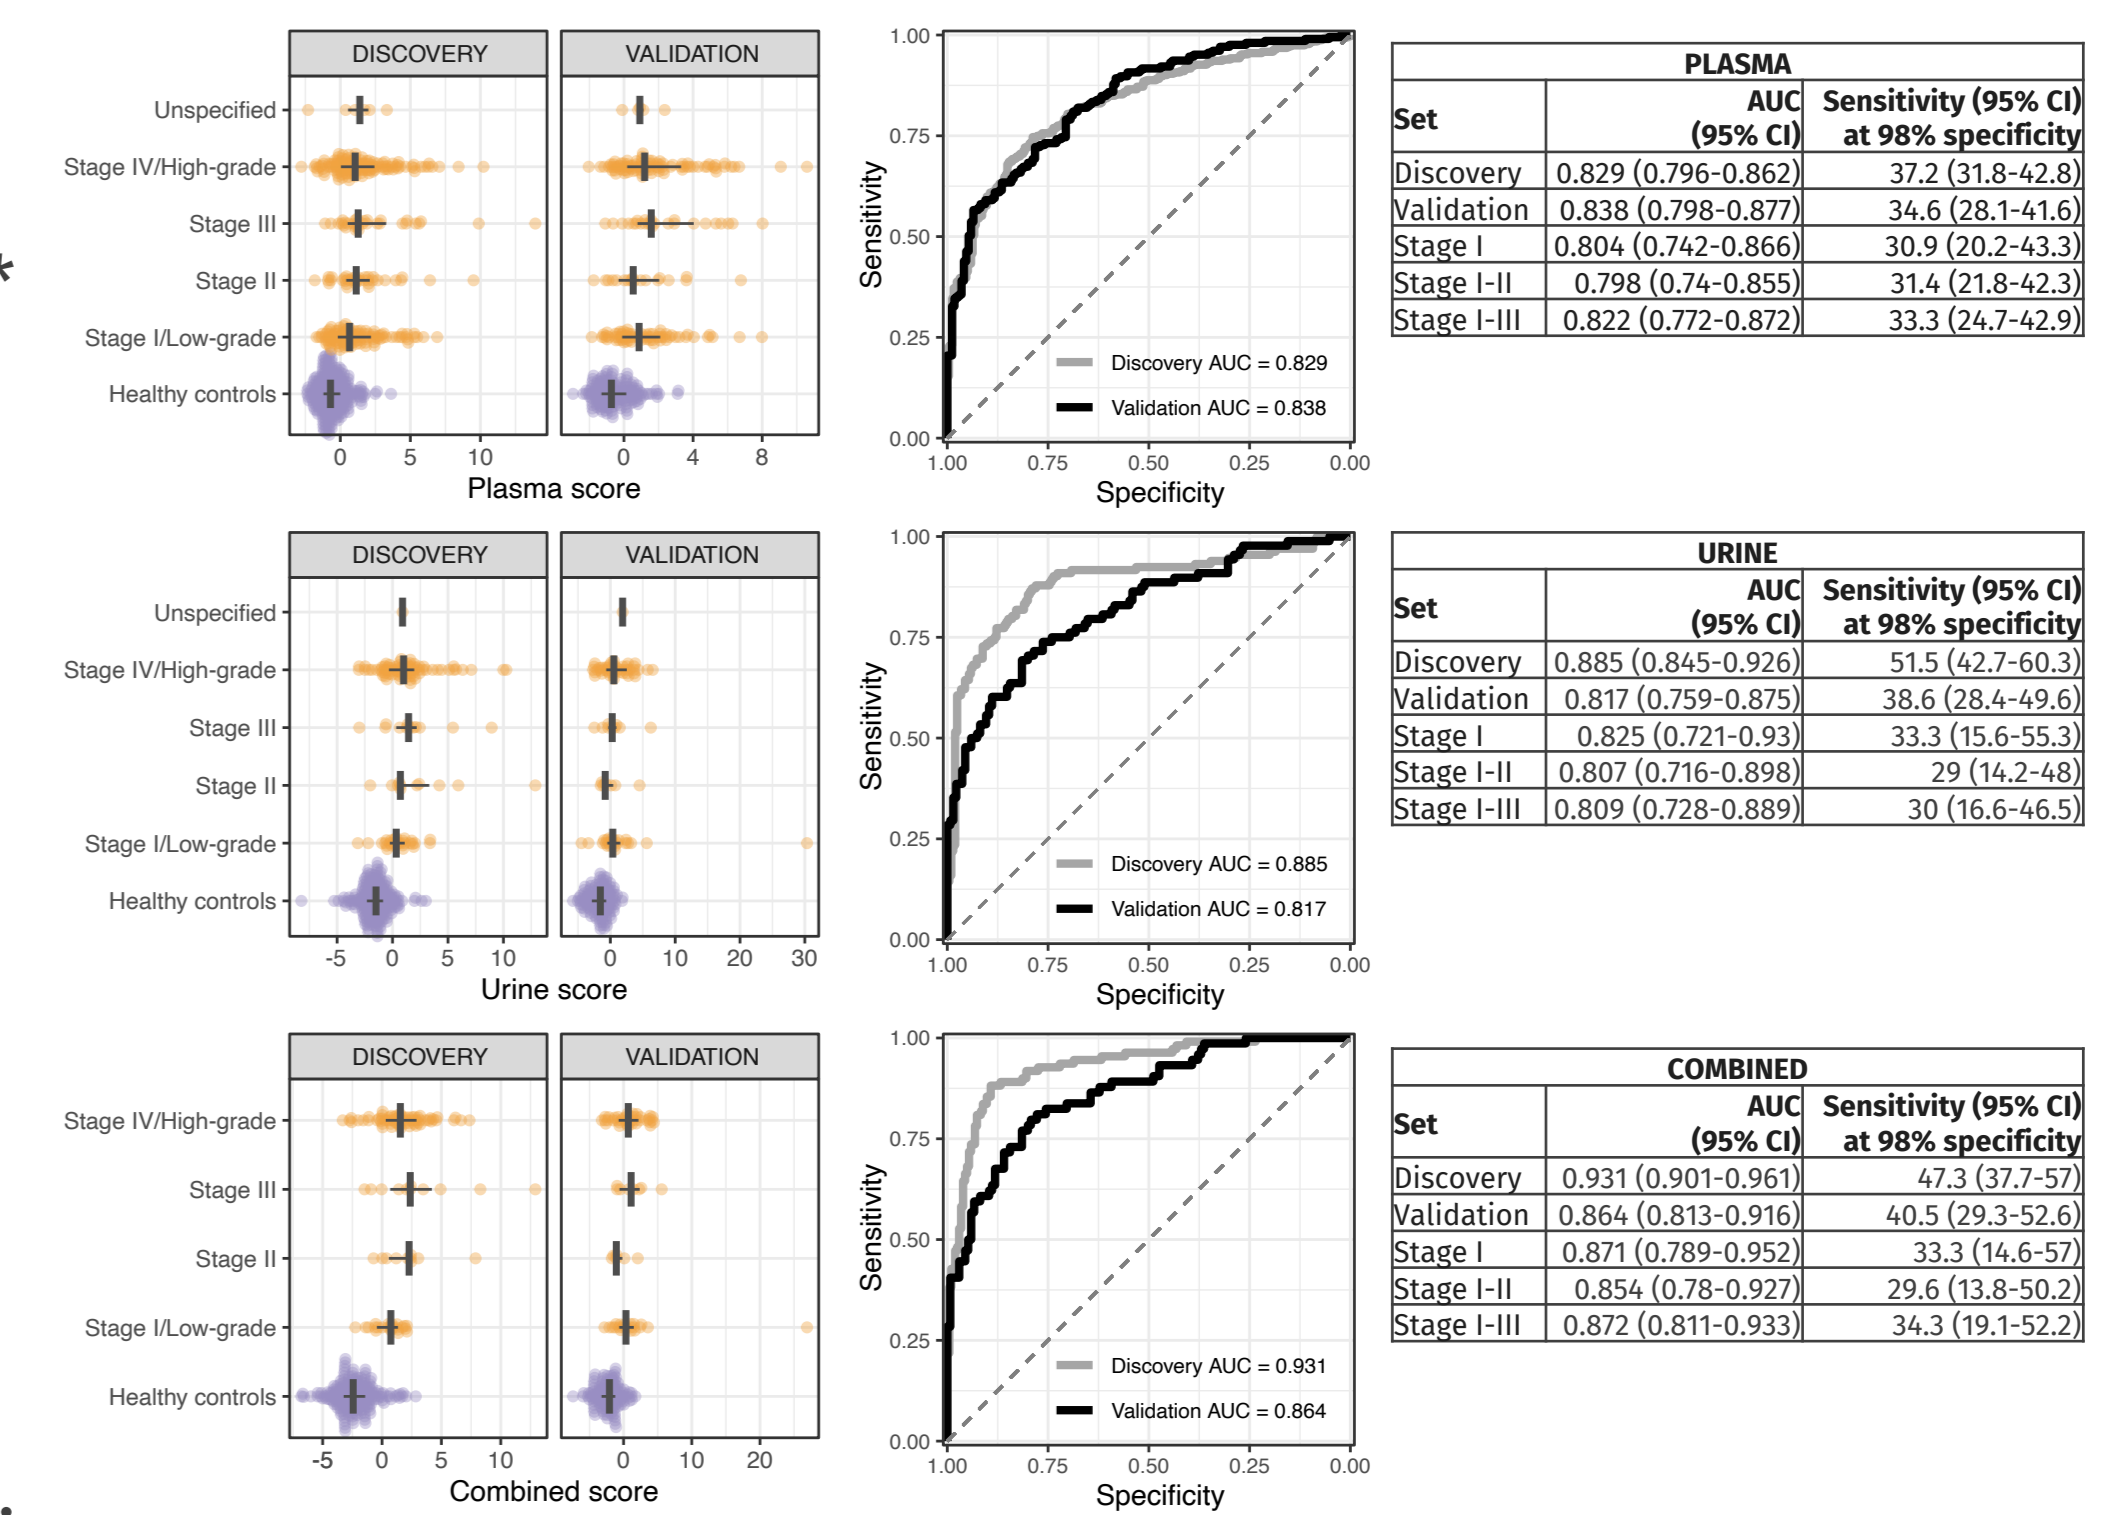 DISCOVERY VALIDATION
Unspecified
Stage IV/High-grade
Stage III
Stage II
Stage I/Low-grade
Healthy controls
0 5 10 0 4 8
Plasma score
1.00
0.75
0.50
0.25
0.00
Sensitivity
Discovery AUC = 0.829
Validation AUC = 0.838
1.00 0.75 0.50 0.25 0.00
Specificity
PLASMA
Set AUC (95% CI) Sensitivity (95% CI) at 98% specificity
Discovery 0.829 (0.796-0.862) 37.2 (31.8-42.8)
Validation 0.838 (0.798-0.877) 34.6 (28.1-41.6)
Stage I 0.804 (0.742-0.866) 30.9 (20.2-43.3)
Stage I-II 0.798 (0.74-0.855) 31.4 (21.8-42.3)
Stage I-III 0.822 (0.772-0.872) 33.3 (24.7-42.9)
*
DISCOVERY VALIDATION
Unspecified
Stage IV/High-grade
Stage III
Stage II
Stage I/Low-grade
Healthy controls
-5 0 5 10 0 10 20 30
Urine score
1.00
0.75
0.50
0.25
0.00
Sensitivity
Discovery AUC = 0.885
Validation AUC = 0.817
1.00 0.75 0.50 0.25 0.00
Specificity
URINE
Set AUC (95% CI) Sensitivity (95% CI) at 98% specificity
Discovery 0.885 (0.845-0.926) 51.5 (42.7-60.3)
Validation 0.817 (0.759-0.875) 38.6 (28.4-49.6)
Stage I 0.825 (0.721-0.93) 33.3 (15.6-55.3)
Stage I-II 0.807 (0.716-0.898) 29 (14.2-48)
Stage I-III 0.809 (0.728-0.889) 30 (16.6-46.5)
DISCOVERY VALIDATION
Stage IV/High-grade
Stage III
Stage II
Stage I/Low-grade
Healthy controls
-5 0 5 10 0 10 20
Combined score
1.00
0.75
0.50
0.25
0.00
Sensitivity
Discovery AUC = 0.931
Validation AUC = 0.864
1.00 0.75 0.50 0.25 0.00
Specificity
COMBINED
Set AUC (95% CI) Sensitivity (95% CI) at 98% specificity
Discovery 0.931 (0.901-0.961) 47.3 (37.7-57)
Validation 0.864 (0.813-0.916) 40.5 (29.3-52.6)
Stage I 0.871 (0.789-0.952) 33.3 (14.6-57)
Stage I-II 0.854 (0.78-0.927) 29.6 (13.8-50.2)
Stage I-III 0.872 (0.811-0.933) 34.3 (19.1-52.2)